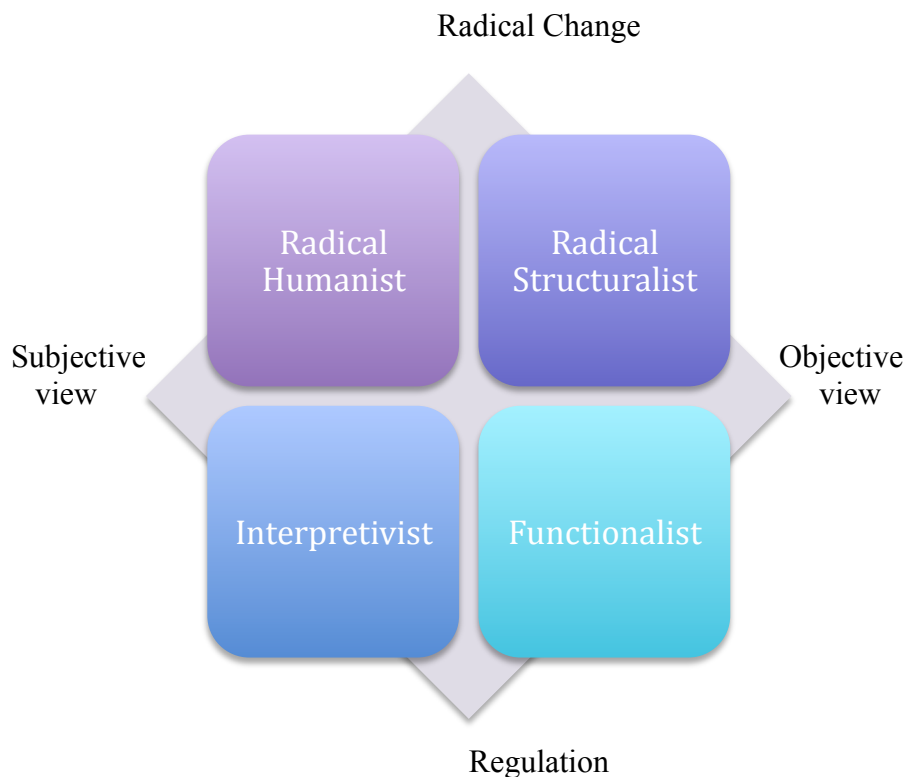 Radical Change
Radical
Humanist
Radical
Structuralist
Subjective
view
Objective
view
Interpretivist
Functionalist
Regulation